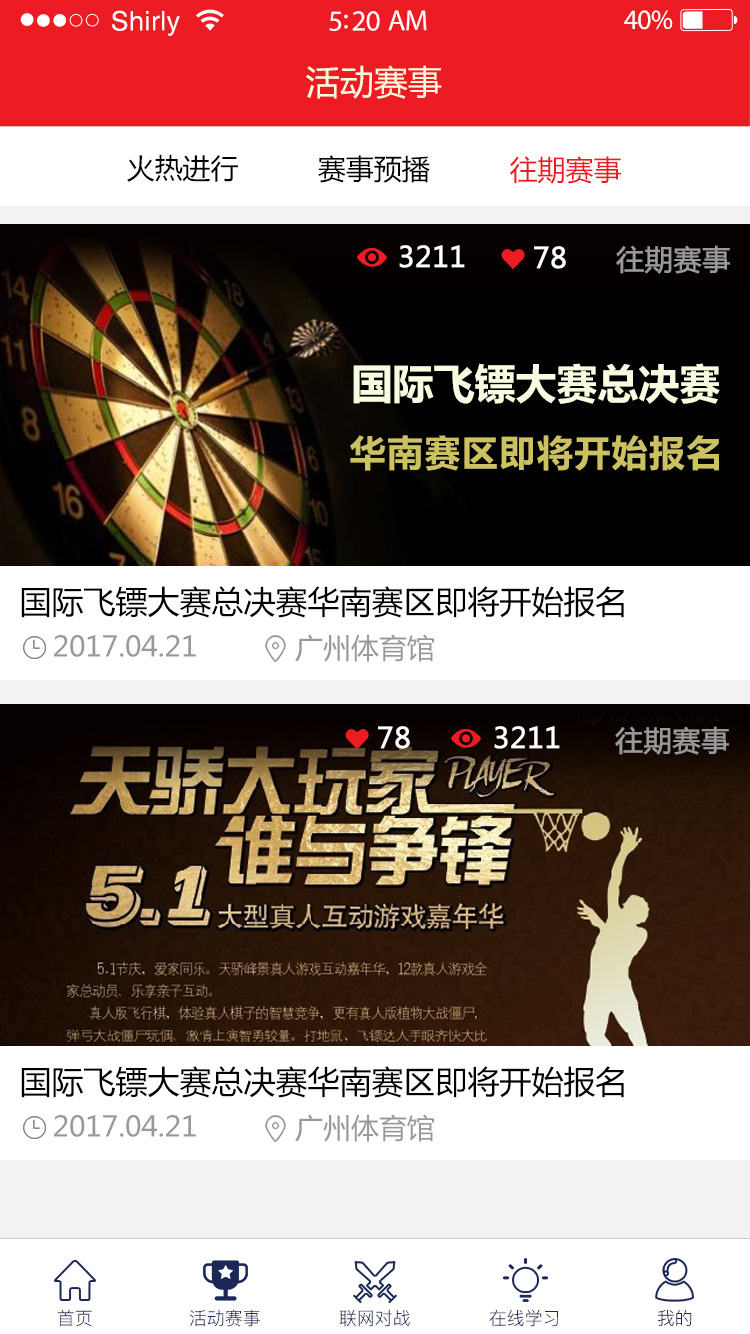 Shirly 5:20 AM 40%
活动赛事
火热进行 赛事预播 往期赛事
3211 78 往期赛事
14
18
11
4
13
8
6
16
10
7
15
国际飞镖大赛总决赛
华南赛区即将开始报名
国际飞镖大赛总决赛华南赛区即将开始报名
2017.04.21 广州体育馆
78 3211 往期赛事
天骄大玩家 PLAYER
谁与争锋
5.1 大型真人互动游戏嘉年华
5.1节庆，爱家同乐。天骄峰景真人游戏互动嘉年华，12款真人游戏全
家总动员、乐享亲子互动。
真人版飞行棋，体验真人棋子的智慧竞争，更有真人版植物大战僵尸，
弹弓大战僵尸玩偶、激情上演智勇较量。打地鼠、飞镖达人手眼齐快大比
国际飞镖大赛总决赛华南赛区即将开始报名
2017.04.21 广州体育馆
首页 活动赛事 联网对战 在线学习 我的